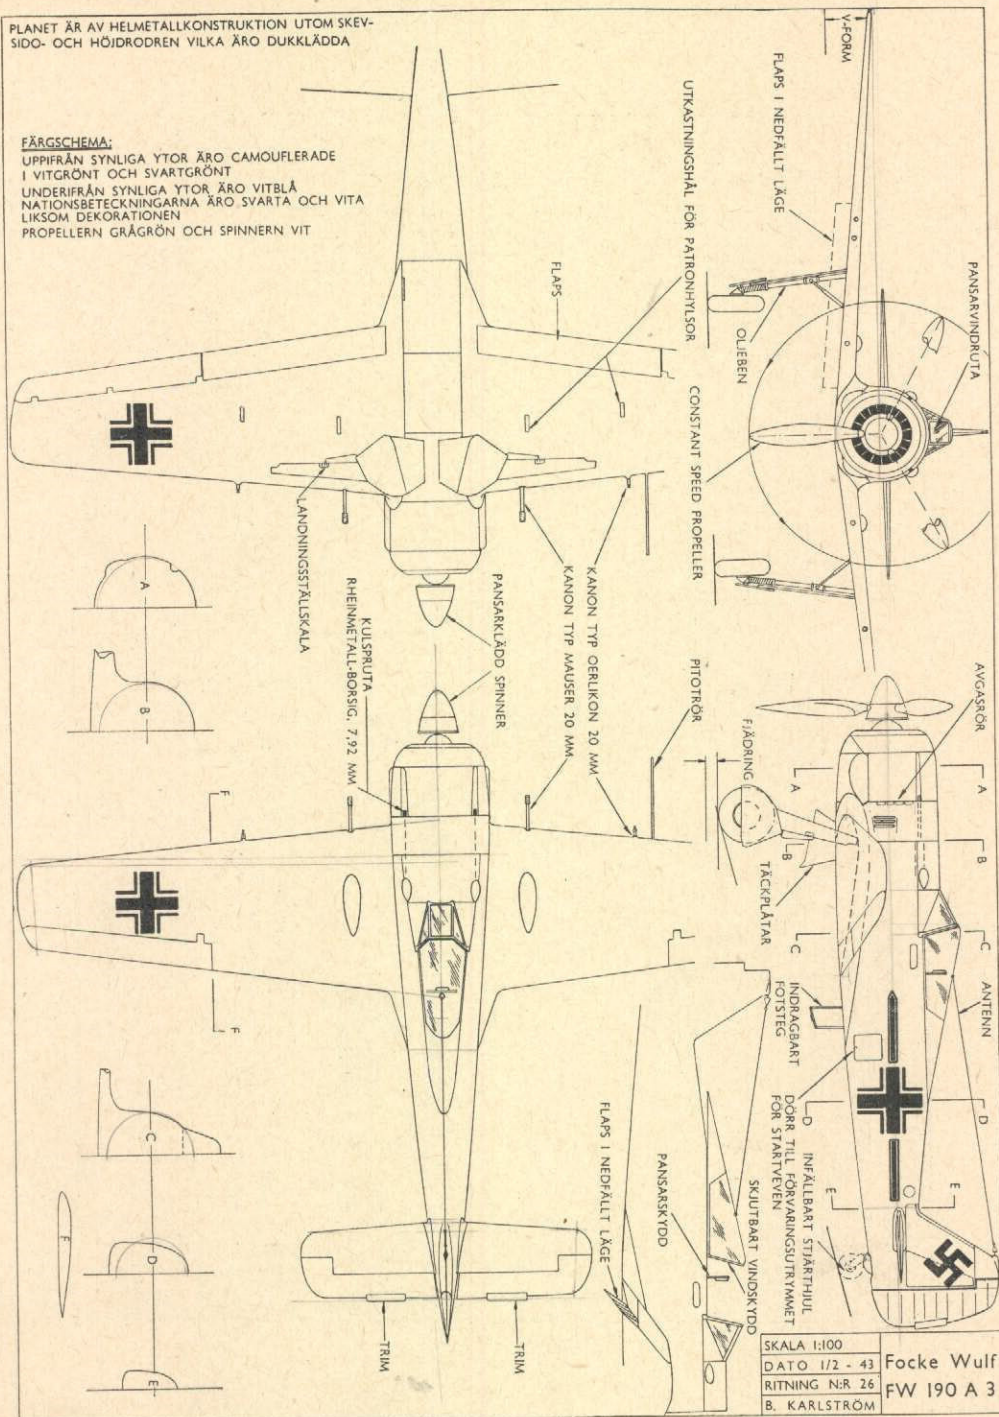 PLANET ÄR AV HELMETALLKONSTRUKTION UTOM SKEV-
SIDO- OCH HÖJDRODREN VILKA ÄRO DUKKLÄDDA
FÄRGSCHEMA:
UPPIFRÅN SYNLIGA YTOR ÄRO CAMOUFLERADE
I VITGRÖNT OCH SVARTGRÖNT
UNDERIFRÅN SYNLIGA YTOR ÄRO VITBLÅ
NATIONSBETECKNINGARNA ÄRO SVARTA OCH VITA
LIKSOM DEKORATIONEN
PROPELLERN GRÅGRÖN OCH SPINNERN VIT
V-FORM
FLAPS I NEDFÄLLT LÄGE
UTKASTNINGSHÅL FÖR PATRONHYLSOR
PANSARVINDRUTA
FLAPS
OLJEBEN
CONSTANT SPEED PROPELLER
LANDNINGSSTÄLLSKALA
KULSPRUTA
RHEINMETALL-BORSIG, 7,92 MM
PANSARKLÄDD SPINNER
KANON TYP MAUSER 20 MM
KANON TYP OERLIKON 20 MM
PITOTRÖR
FJÄDRING
AVGASRÖR
A
B
A
A
B
B
TÄCKPLÅTAR
C
C
F
F
INDRAGBART
FOTSTEG
ANTENN
D
D
DÖRR TILL FÖRVARINGSUTRYMMET
FÖR STARTVEVEN
INFÄLLBART STJÄRTHJUL
E
E
FLAPS I NEDFÄLLT LÄGE
PANSARSKYDD
SKJUTBART VINDSKYDD
C
F
D
E
TRIM
TRIM
SKALA 1:100
DATO 1/2 - 43
RITNING N:R 26
B. KARLSTRÖM
Focke Wulf
FW 190 A 3